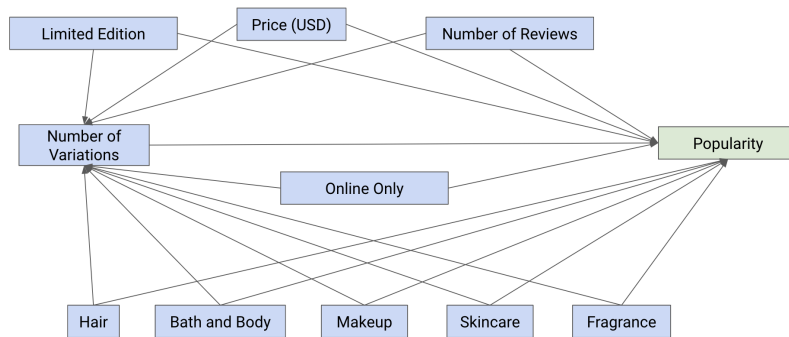 Limited Edition
Price (USD)
Number of Reviews
Number of
Variations
Popularity
Online Only
Hair
Bath and Body
Makeup
Skincare
Fragrance